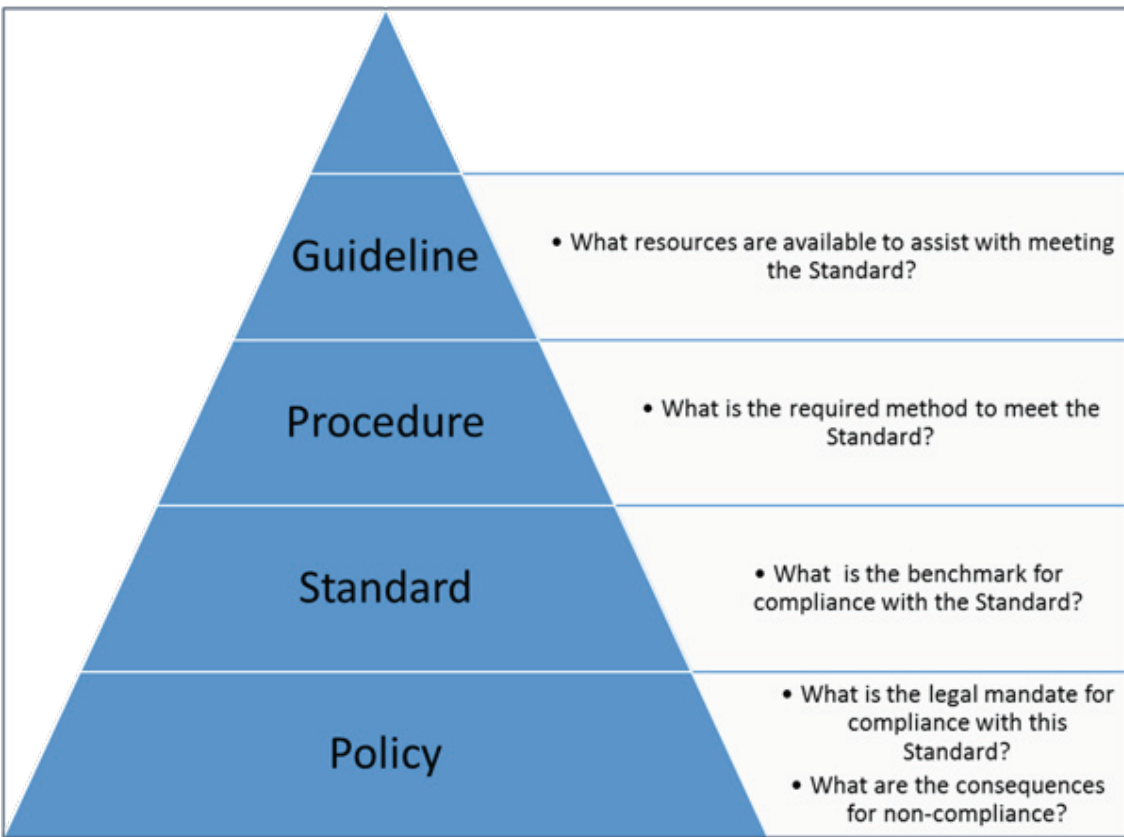 Guideline
• What resources are available to assist with meeting
the Standard?
Procedure
• What is the required method to meet the
Standard?
Standard
• What is the benchmark for
compliance with the Standard?
Policy
• What is the legal mandate for
compliance with this
Standard?
• What are the consequences
for non-compliance?